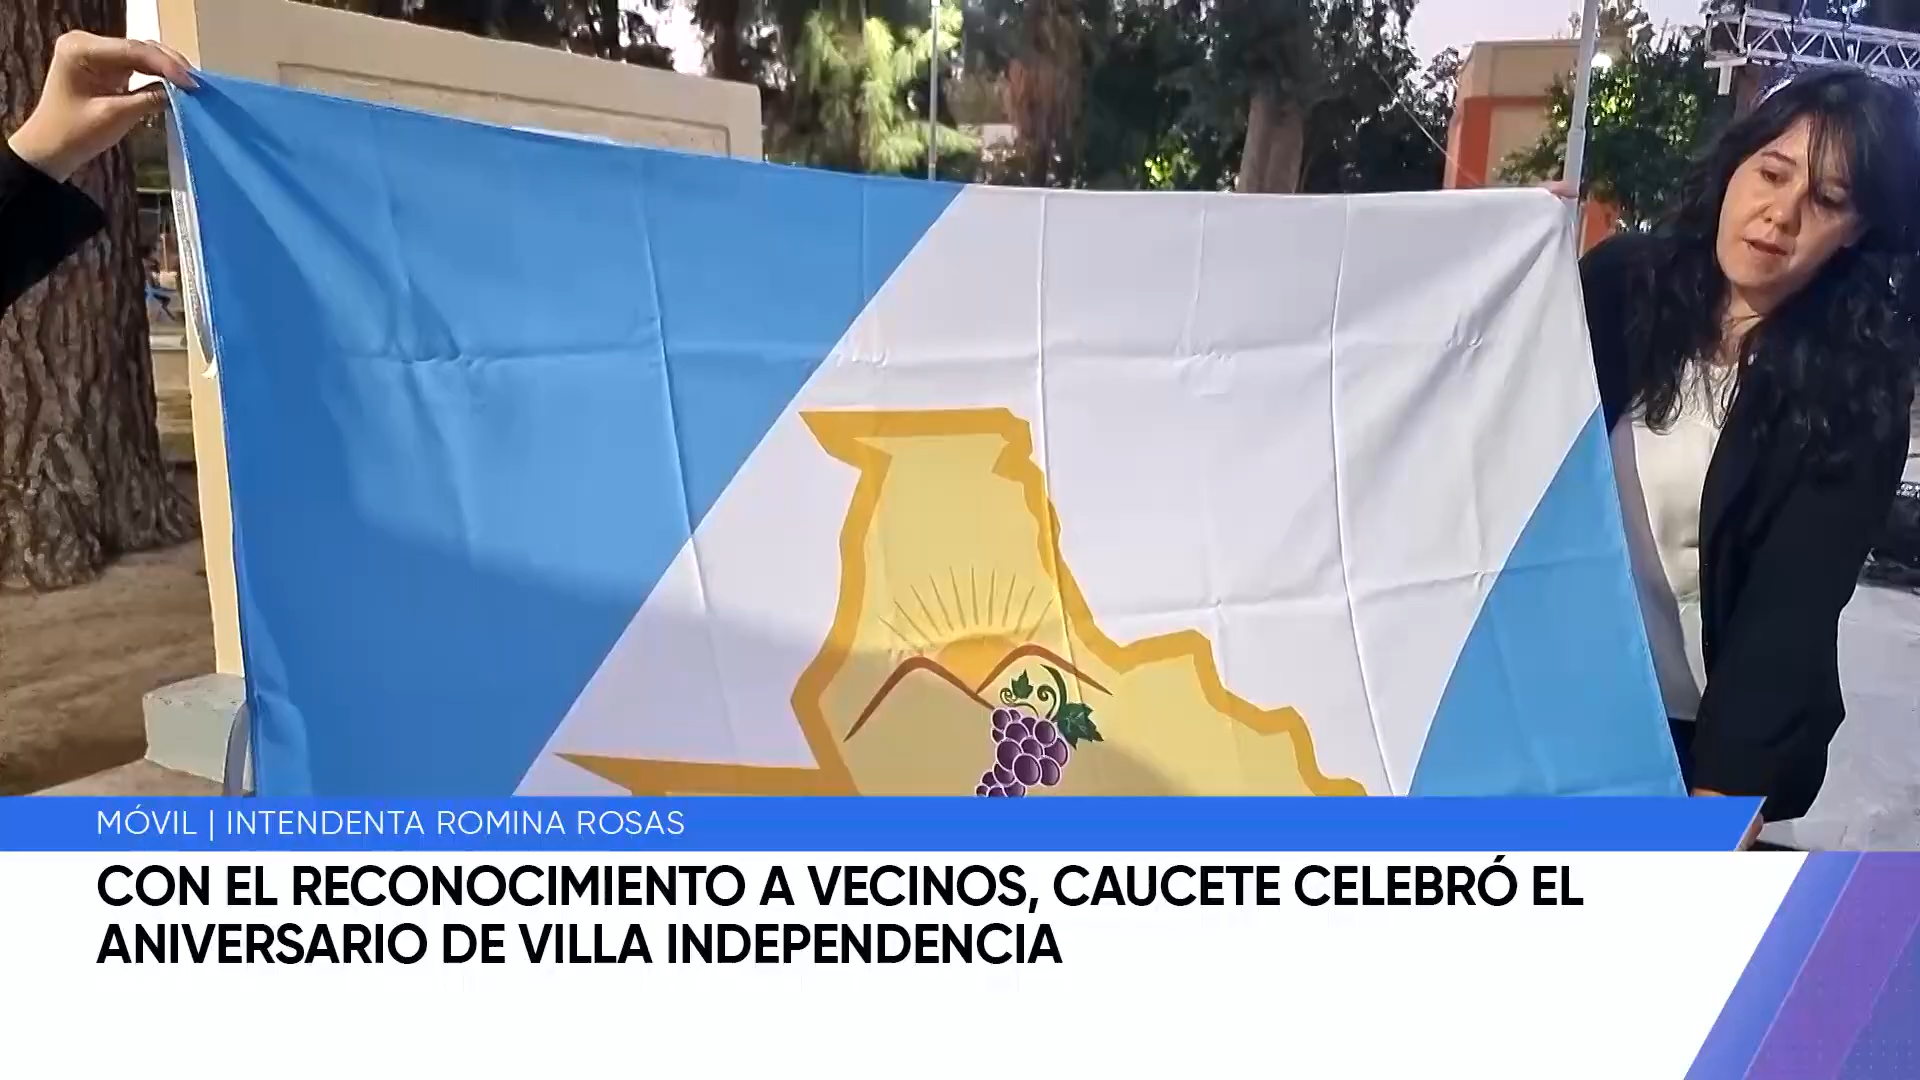 MÓVIL | INTENDENTA ROMINA ROSAS
CON EL RECONOCIMIENTO A VECINOS, CAUCETE CELEBRÓ EL
ANIVERSARIO DE VILLA INDEPENDENCIA